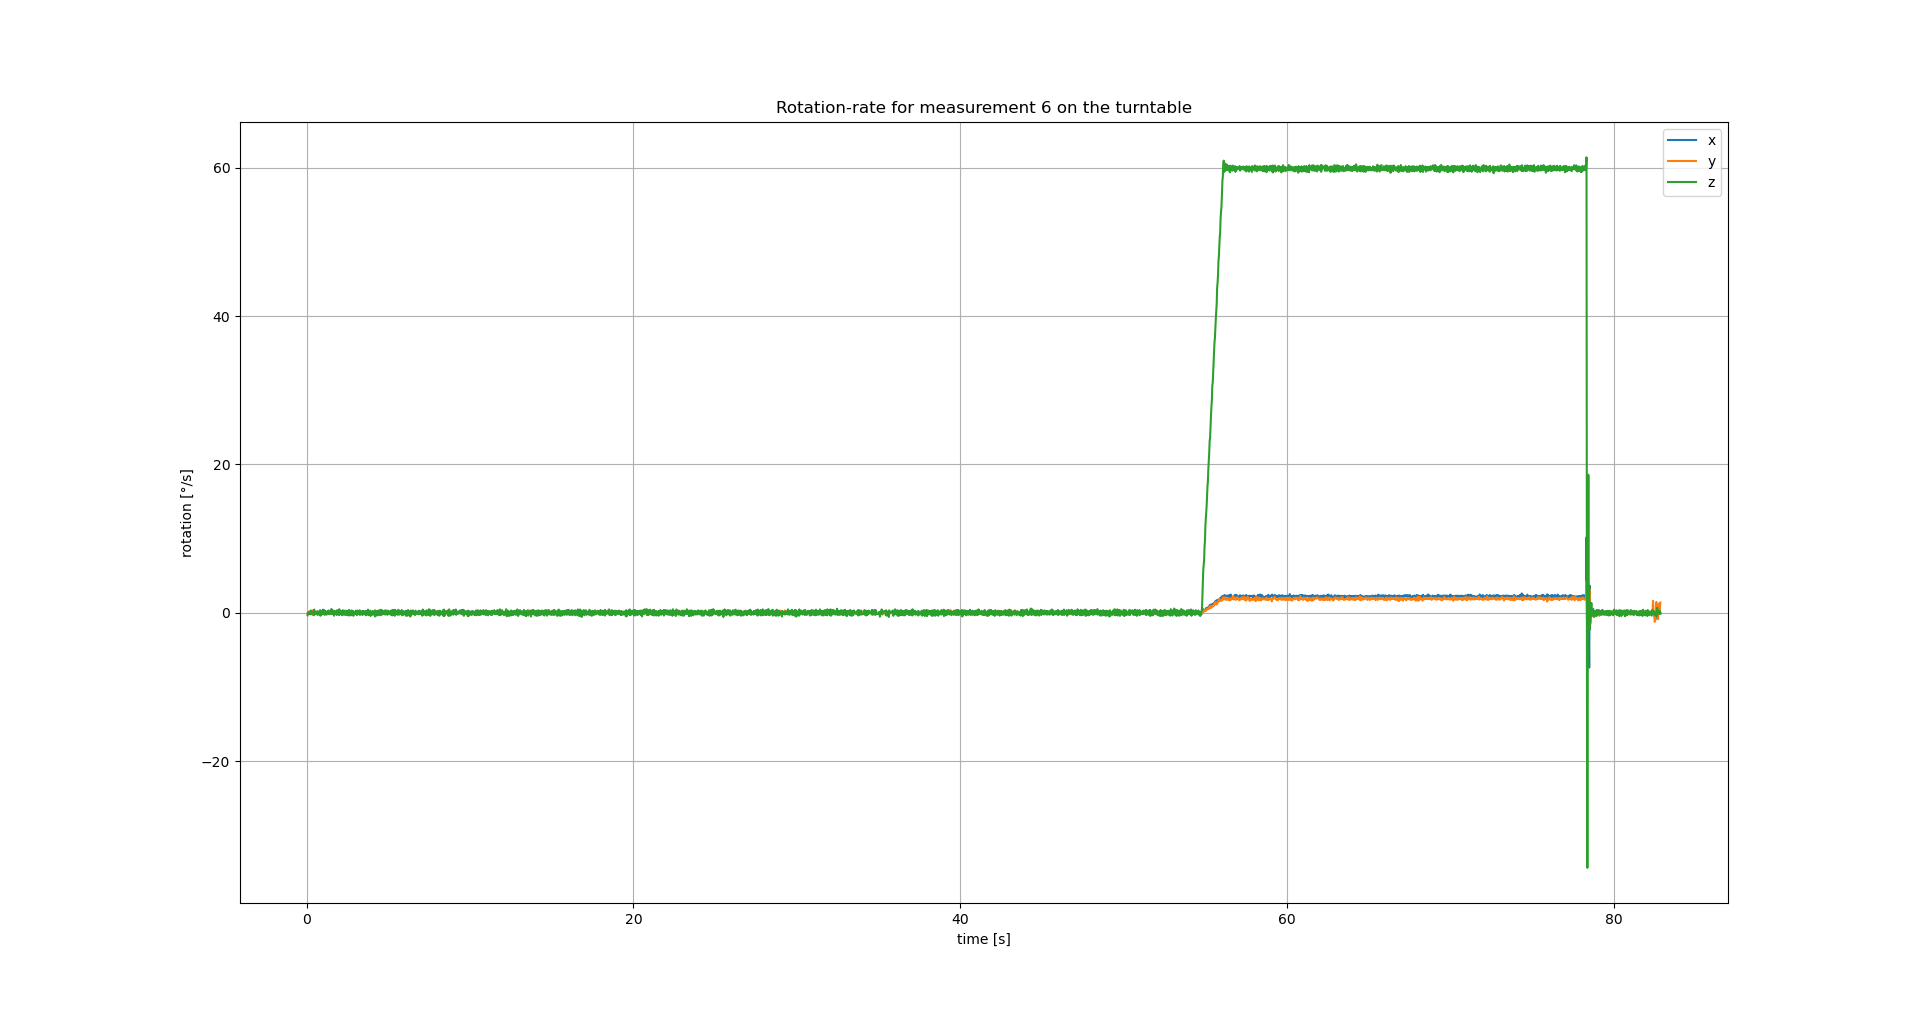 Rotation-rate for measurement 6 on the turntable
x
y
z
60
40
20
0
−20
rotation [°/s]
0 20 40 60 80
time [s]